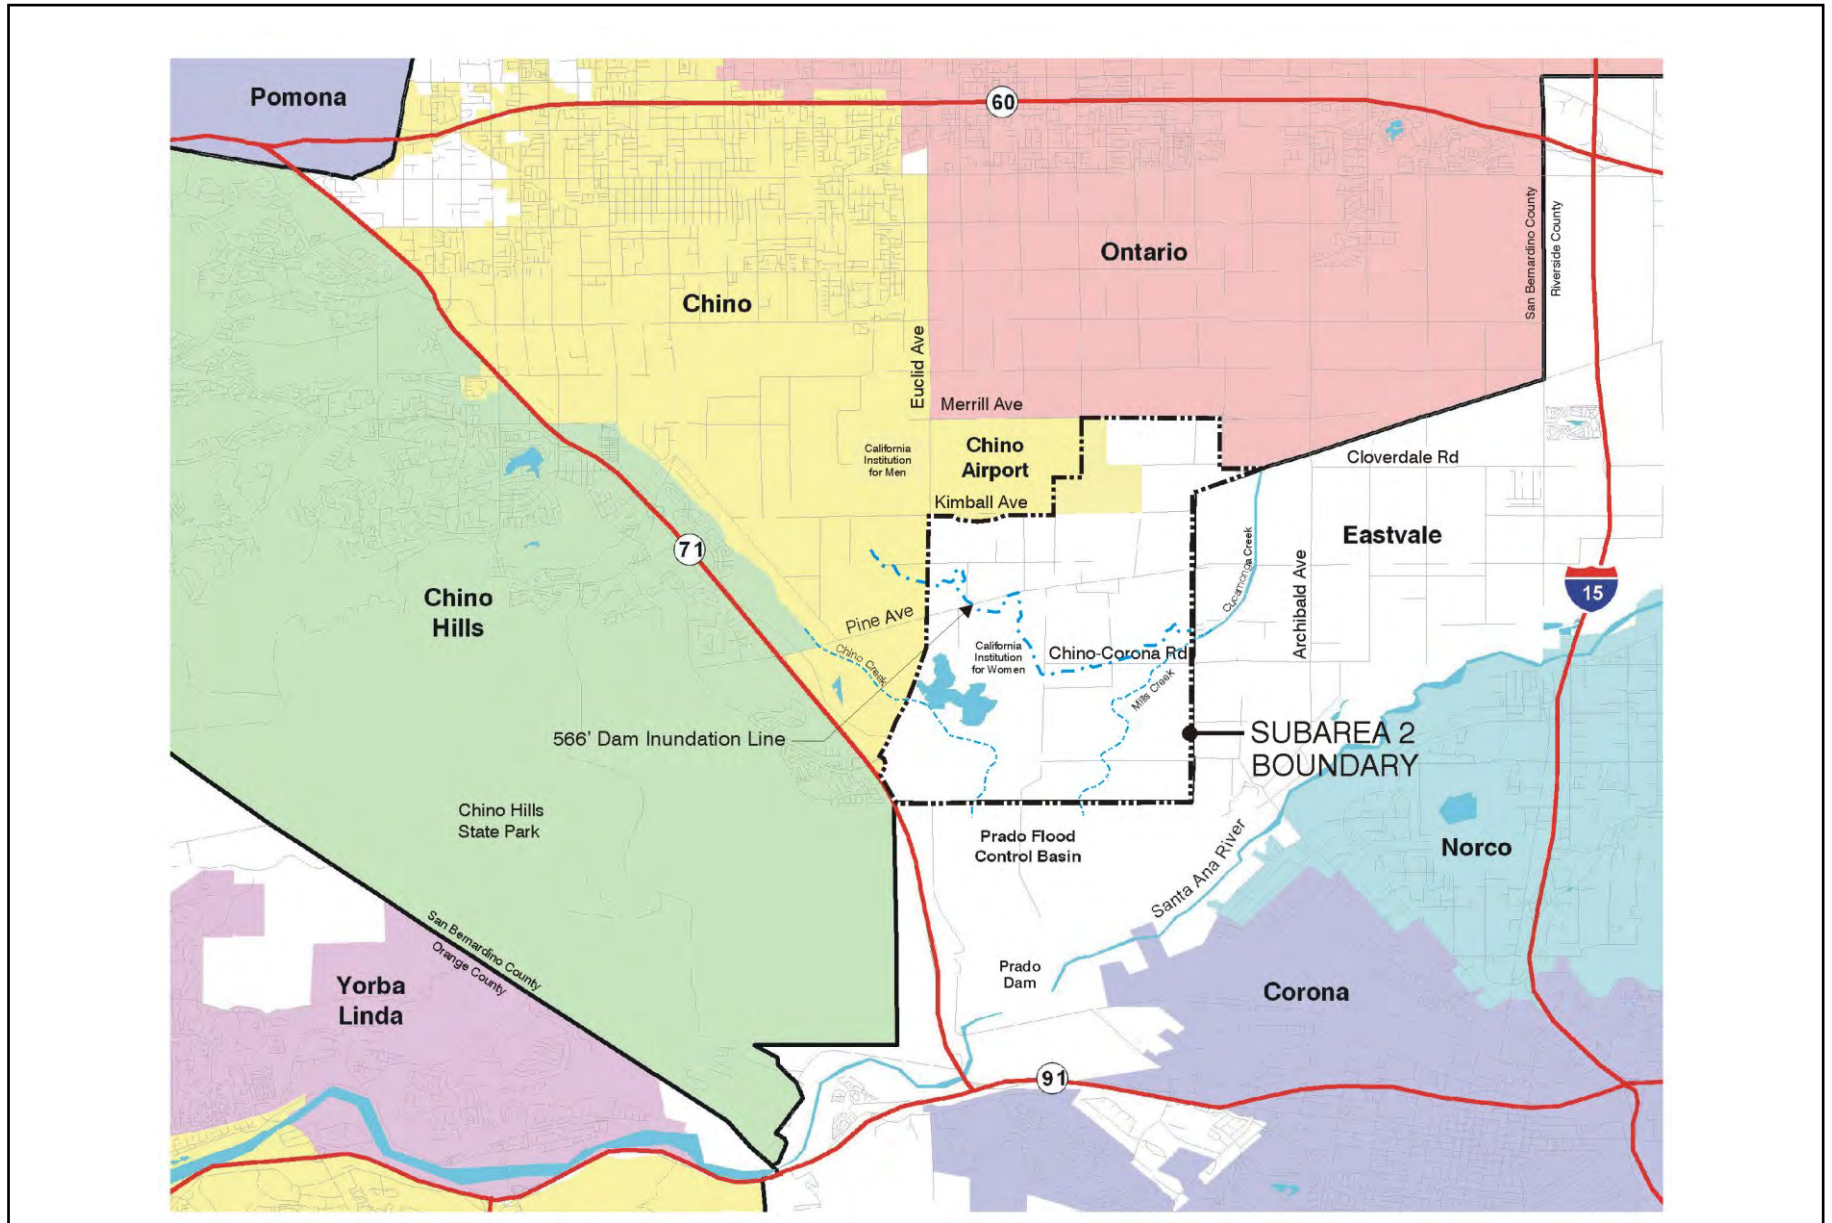 Pomona
60
Ontario
San Bernardino County
Riverside County
Chino
Euclid Ave
Merrill Ave
California
Institution
for Men
Chino
Airport
Cloverdale Rd
Kimball Ave
Eastvale
71
Cucamonga Creek
Archibald Ave
15
Chino
Hills
Pine Ave
Chino Creek
California
Institution
for Women
Chino-Corona Rd
Mills Creek
566' Dam Inundation Line
SUBAREA 2
BOUNDARY
Chino Hills
State Park
Prado Flood
Control Basin
Santa Ana River
Norco
San Bernardino County
Orange County
Prado
Dam
Yorba
Linda
Corona
91